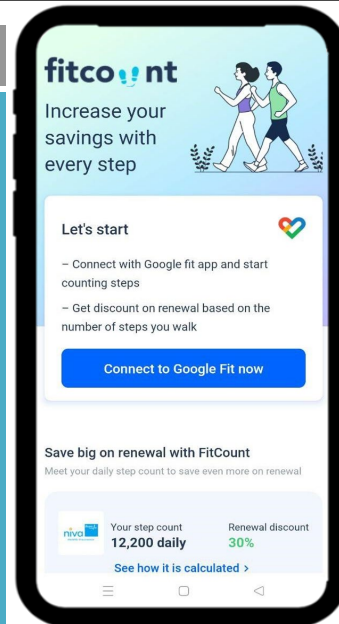 fitcount
Increase your
savings with
every step
Let's start
– Connect with Google fit app and start
counting steps
– Get discount on renewal based on the
number of steps you walk
Connect to Google Fit now
Save big on renewal with FitCount
Meet your daily step count to save even more on renewal
niva
Your step count
12,200 daily
Renewal discount
30%
See how it is calculated >